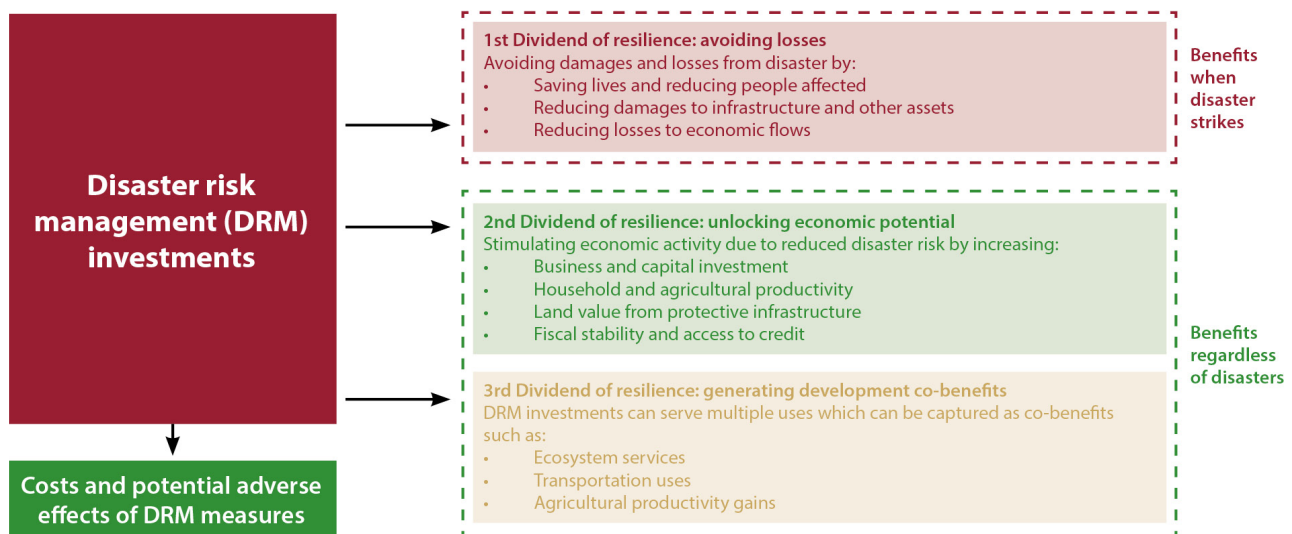 Disaster risk
management (DRM)
investments
Costs and potential adverse
effects of DRM measures
1st Dividend of resilience: avoiding losses
Avoiding damages and losses from disaster by:
• Saving lives and reducing people affected
• Reducing damages to infrastructure and other assets
• Reducing losses to economic flows
Benefits
when
disaster
strikes
2nd Dividend of resilience: unlocking economic potential
Stimulating economic activity due to reduced disaster risk by increasing:
• Business and capital investment
• Household and agricultural productivity
• Land value from protective infrastructure
• Fiscal stability and access to credit
3rd Dividend of resilience: generating development co-benefits
DRM investments can serve multiple uses which can be captured as co-benefits
such as:
• Ecosystem services
• Transportation uses
• Agricultural productivity gains
Benefits
regardless
of disasters